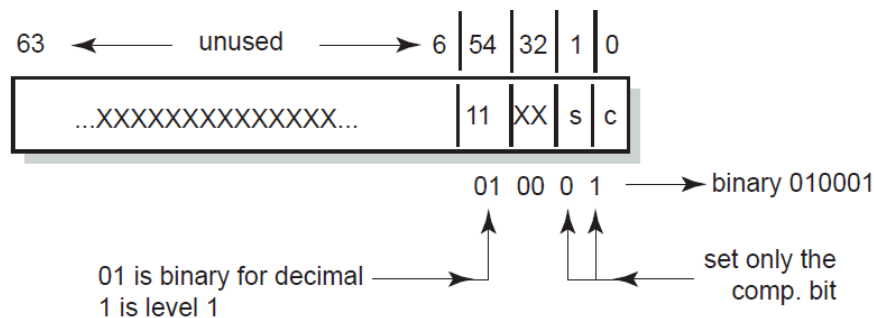 63 unused 6 54 32 1 0
...XXXXXXXXXXXXXX... 11 XX s c
01 00 0 1 binary 010001
01 is binary for decimal
1 is level 1
set only the
comp. bit